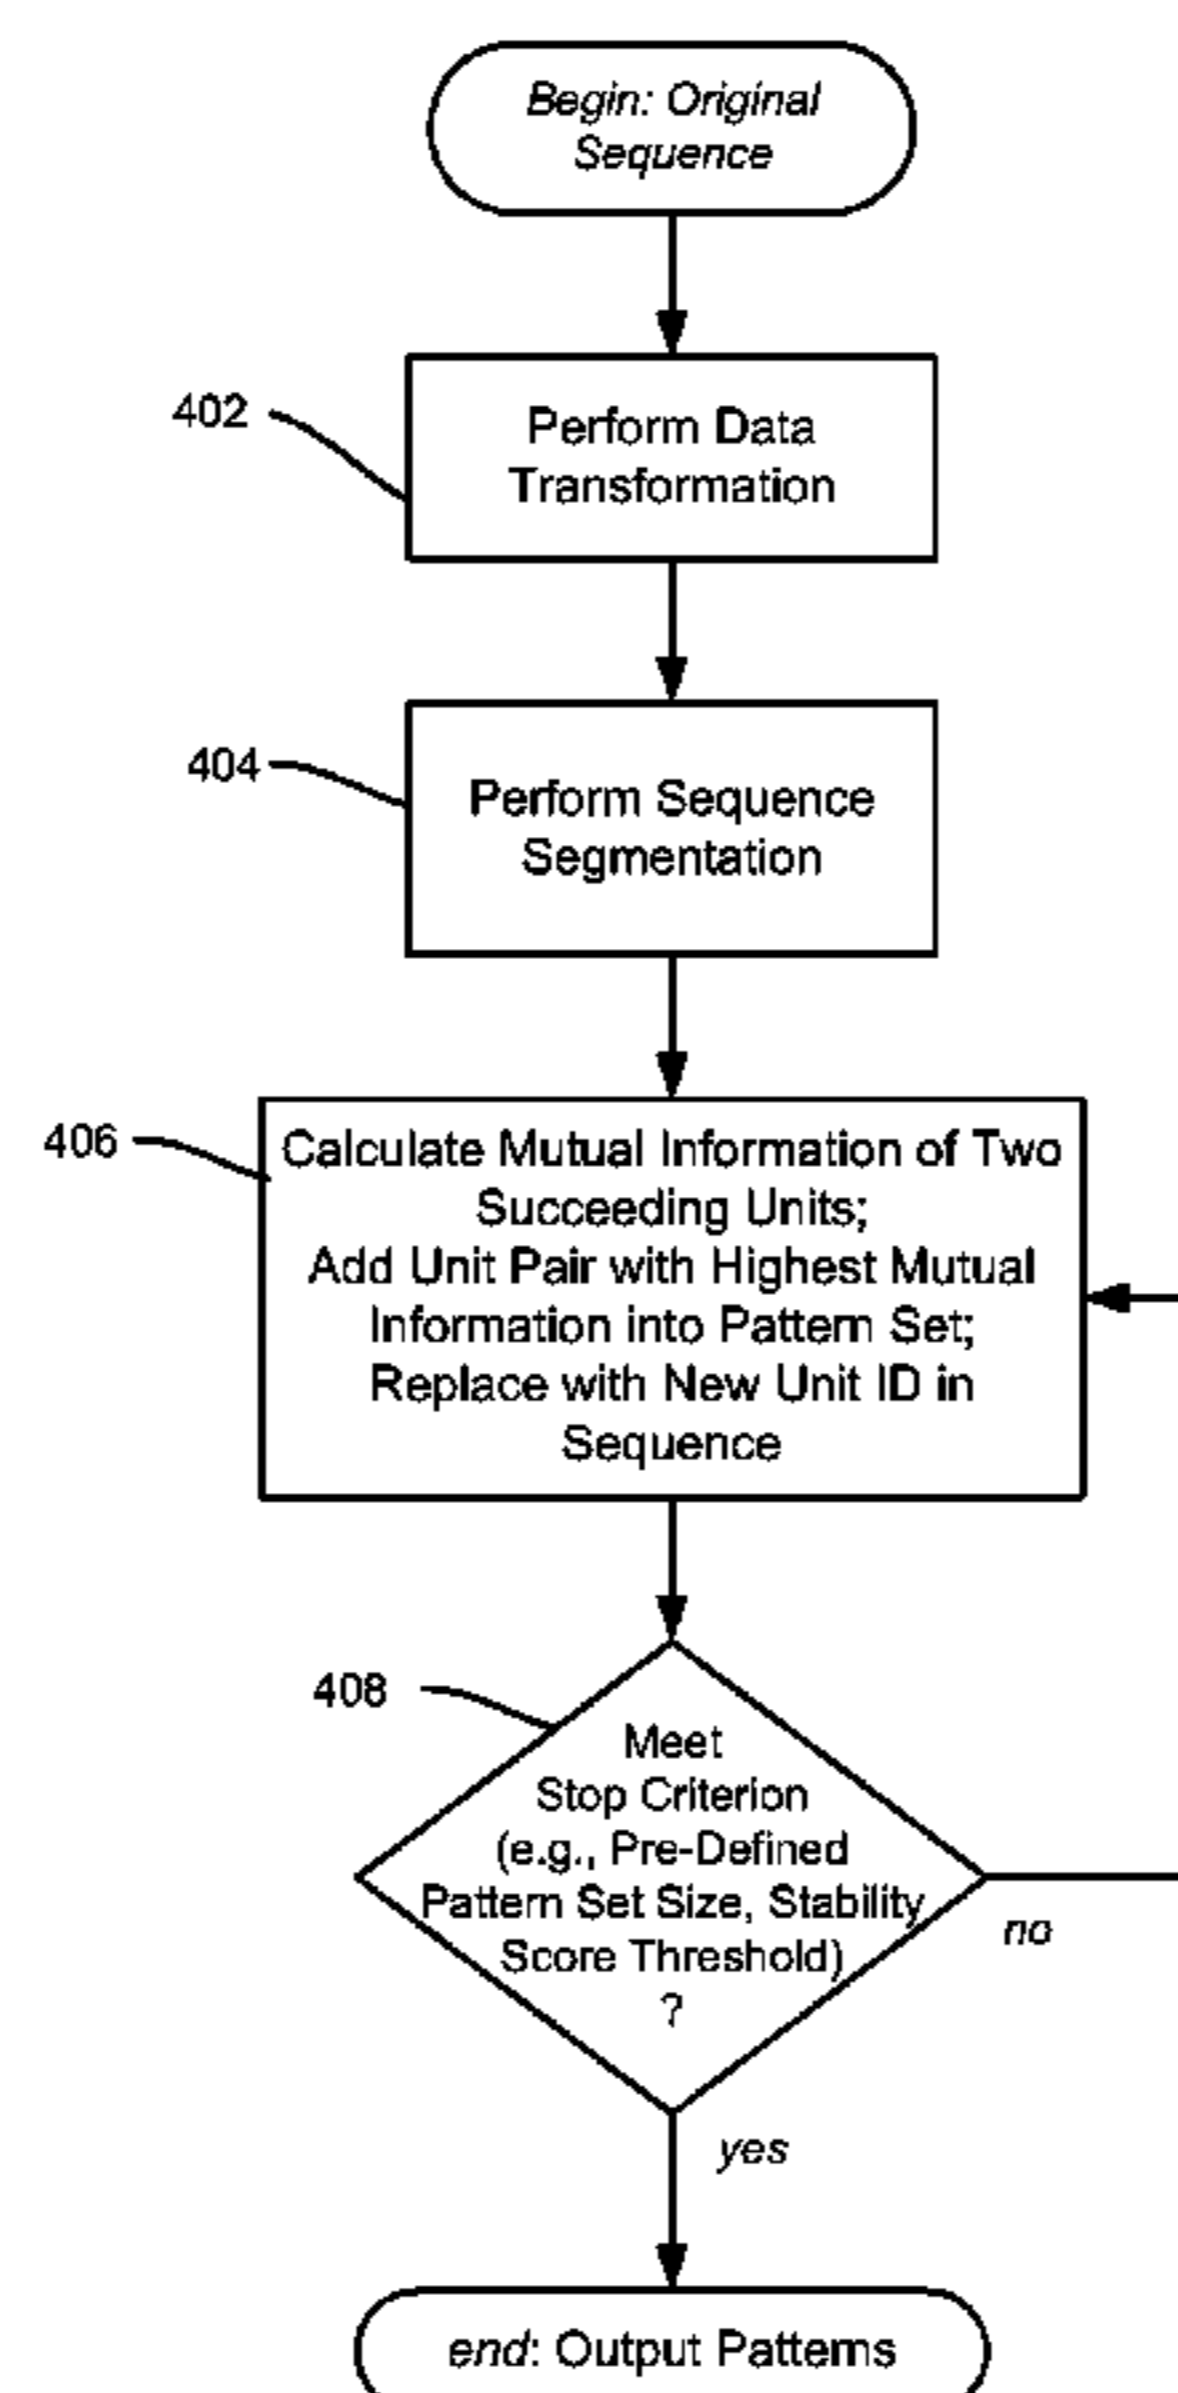 Begin: Original
Sequence
402
Perform Data
Transformation
404
Perform Sequence
Segmentation
406
Calculate Mutual Information of Two
Succeeding Units;
Add Unit Pair with Highest Mutual
Information into Pattern Set;
Replace with New Unit ID in
Sequence
408
Meet
Stop Criterion
(e.g., Pre-Defined
Pattern Set Size, Stability
Score Threshold)
?
no
yes
end: Output Patterns